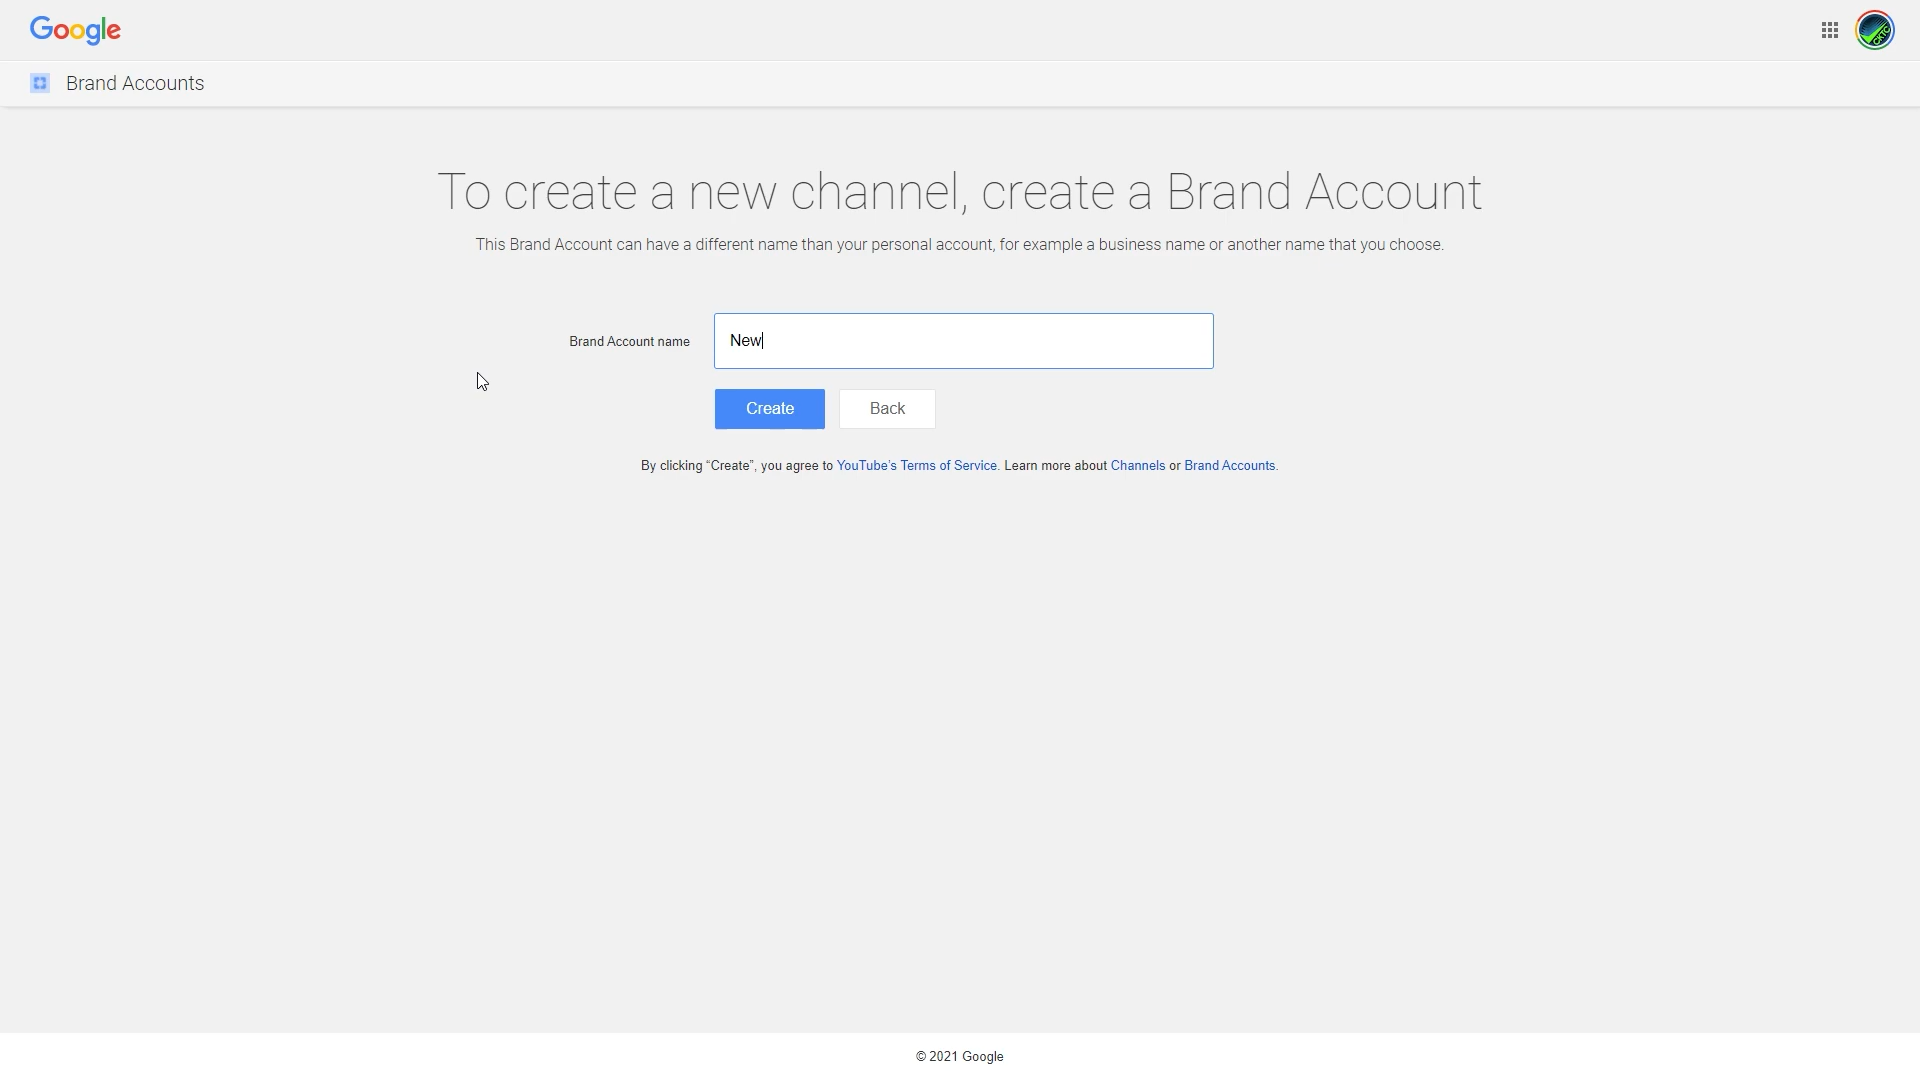 Google
CKTC
Brand Accounts
To create a new channel, create a Brand Account
This Brand Account can have a different name than your personal account, for example a business name or another name that you choose.
Brand Account name
New
Create
Back
By clicking “Create”, you agree to YouTube’s Terms of Service. Learn more about Channels or Brand Accounts.
© 2021 Google